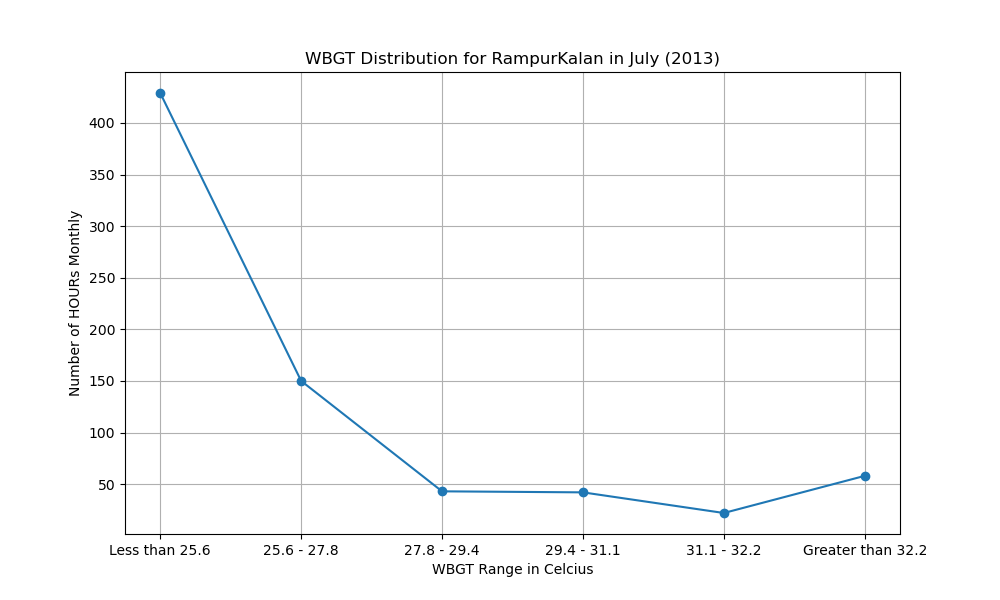 WBGT Distribution for RampurKalan in July (2013)
Number of HOURs Monthly
400
350
300
250
200
150
100
50
Less than 25.6 25.6 - 27.8 27.8 - 29.4 29.4 - 31.1 31.1 - 32.2 Greater than 32.2
WBGT Range in Celcius